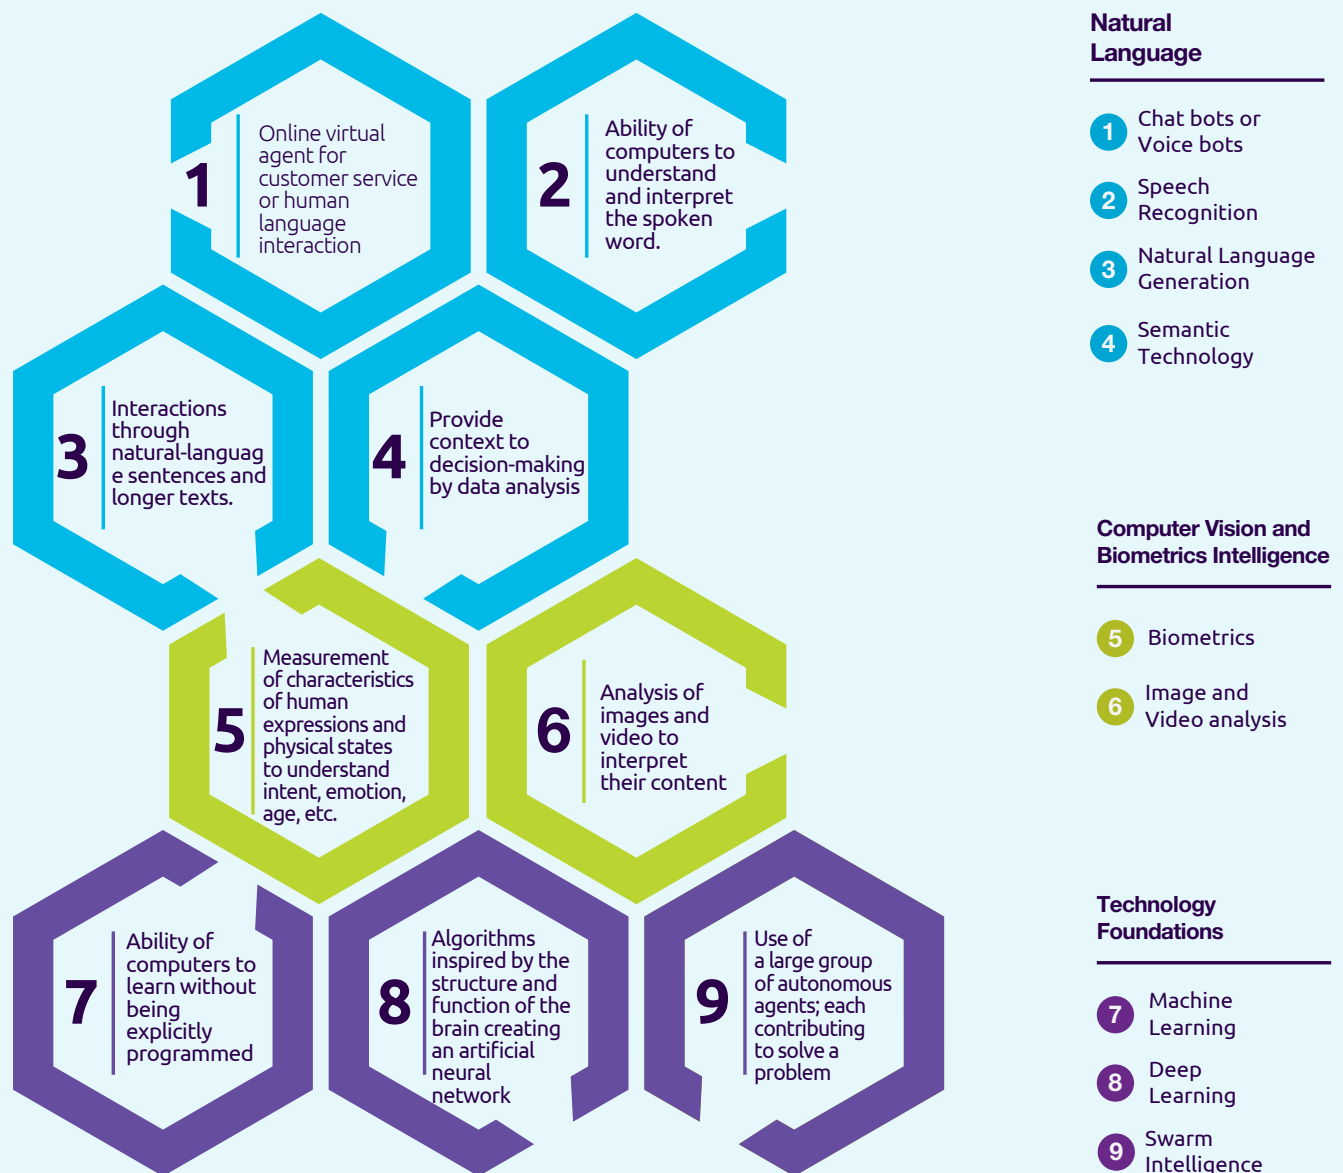 1
Online virtual
agent for
customer service
or human
language
interaction
2
Ability of
computers to
understand
and interpret
the spoken
word.
3
Interactions
through
natural-languag
e sentences and
longer texts.
4
Provide
context to
decision-making
by data analysis
5
Measurement
of characteristics
of human
expressions and
physical states
to understand
intent, emotion,
age, etc.
6
Analysis of
images and
video to
interpret
their content
7
Ability of
computers to
learn without
being
explicitly
programmed
8
Algorithms
inspired by the
structure and
function of the
brain creating
an artificial
neural
network
9
Use of
a large group
of autonomous
agents; each
contributing
to solve a
problem
Natural
Language
1 Chat bots or
Voice bots
2 Speech
Recognition
3 Natural Language
Generation
4 Semantic
Technology
Computer Vision and
Biometrics Intelligence
5 Biometrics
6 Image and
Video analysis
Technology
Foundations
7 Machine
Learning
8 Deep
Learning
9 Swarm
Intelligence